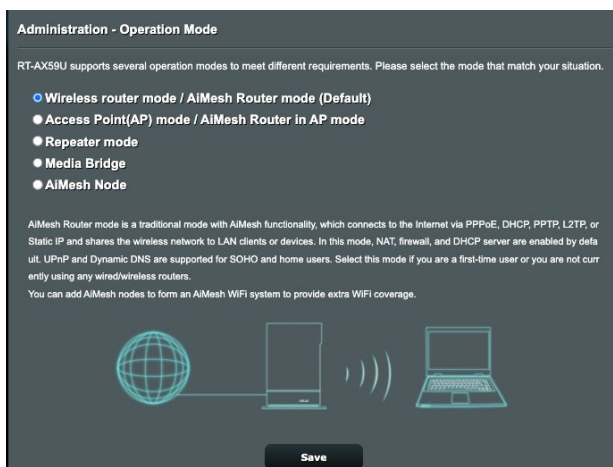 Administration - Operation Mode
RT-AX59U supports several operation modes to meet different requirements. Please select the mode that match your situation.
Wireless router mode / AiMesh Router mode (Default)
Access Point(AP) mode / AiMesh Router in AP mode
Repeater mode
Media Bridge
AiMesh Node
AiMesh Router mode is a traditional mode with AiMesh functionality, which connects to the Internet via PPPoE, DHCP, PPTP, L2TP, or
Static IP and shares the wireless network to LAN clients or devices. In this mode, NAT, firewall, and DHCP server are enabled by defa
ult. UPnP and Dynamic DNS are supported for SOHO and home users. Select this mode if you are a first-time user or you are not curr
ently using any wired/wireless routers.
You can add AiMesh nodes to form an AiMesh WiFi system to provide extra WiFi coverage.
Save